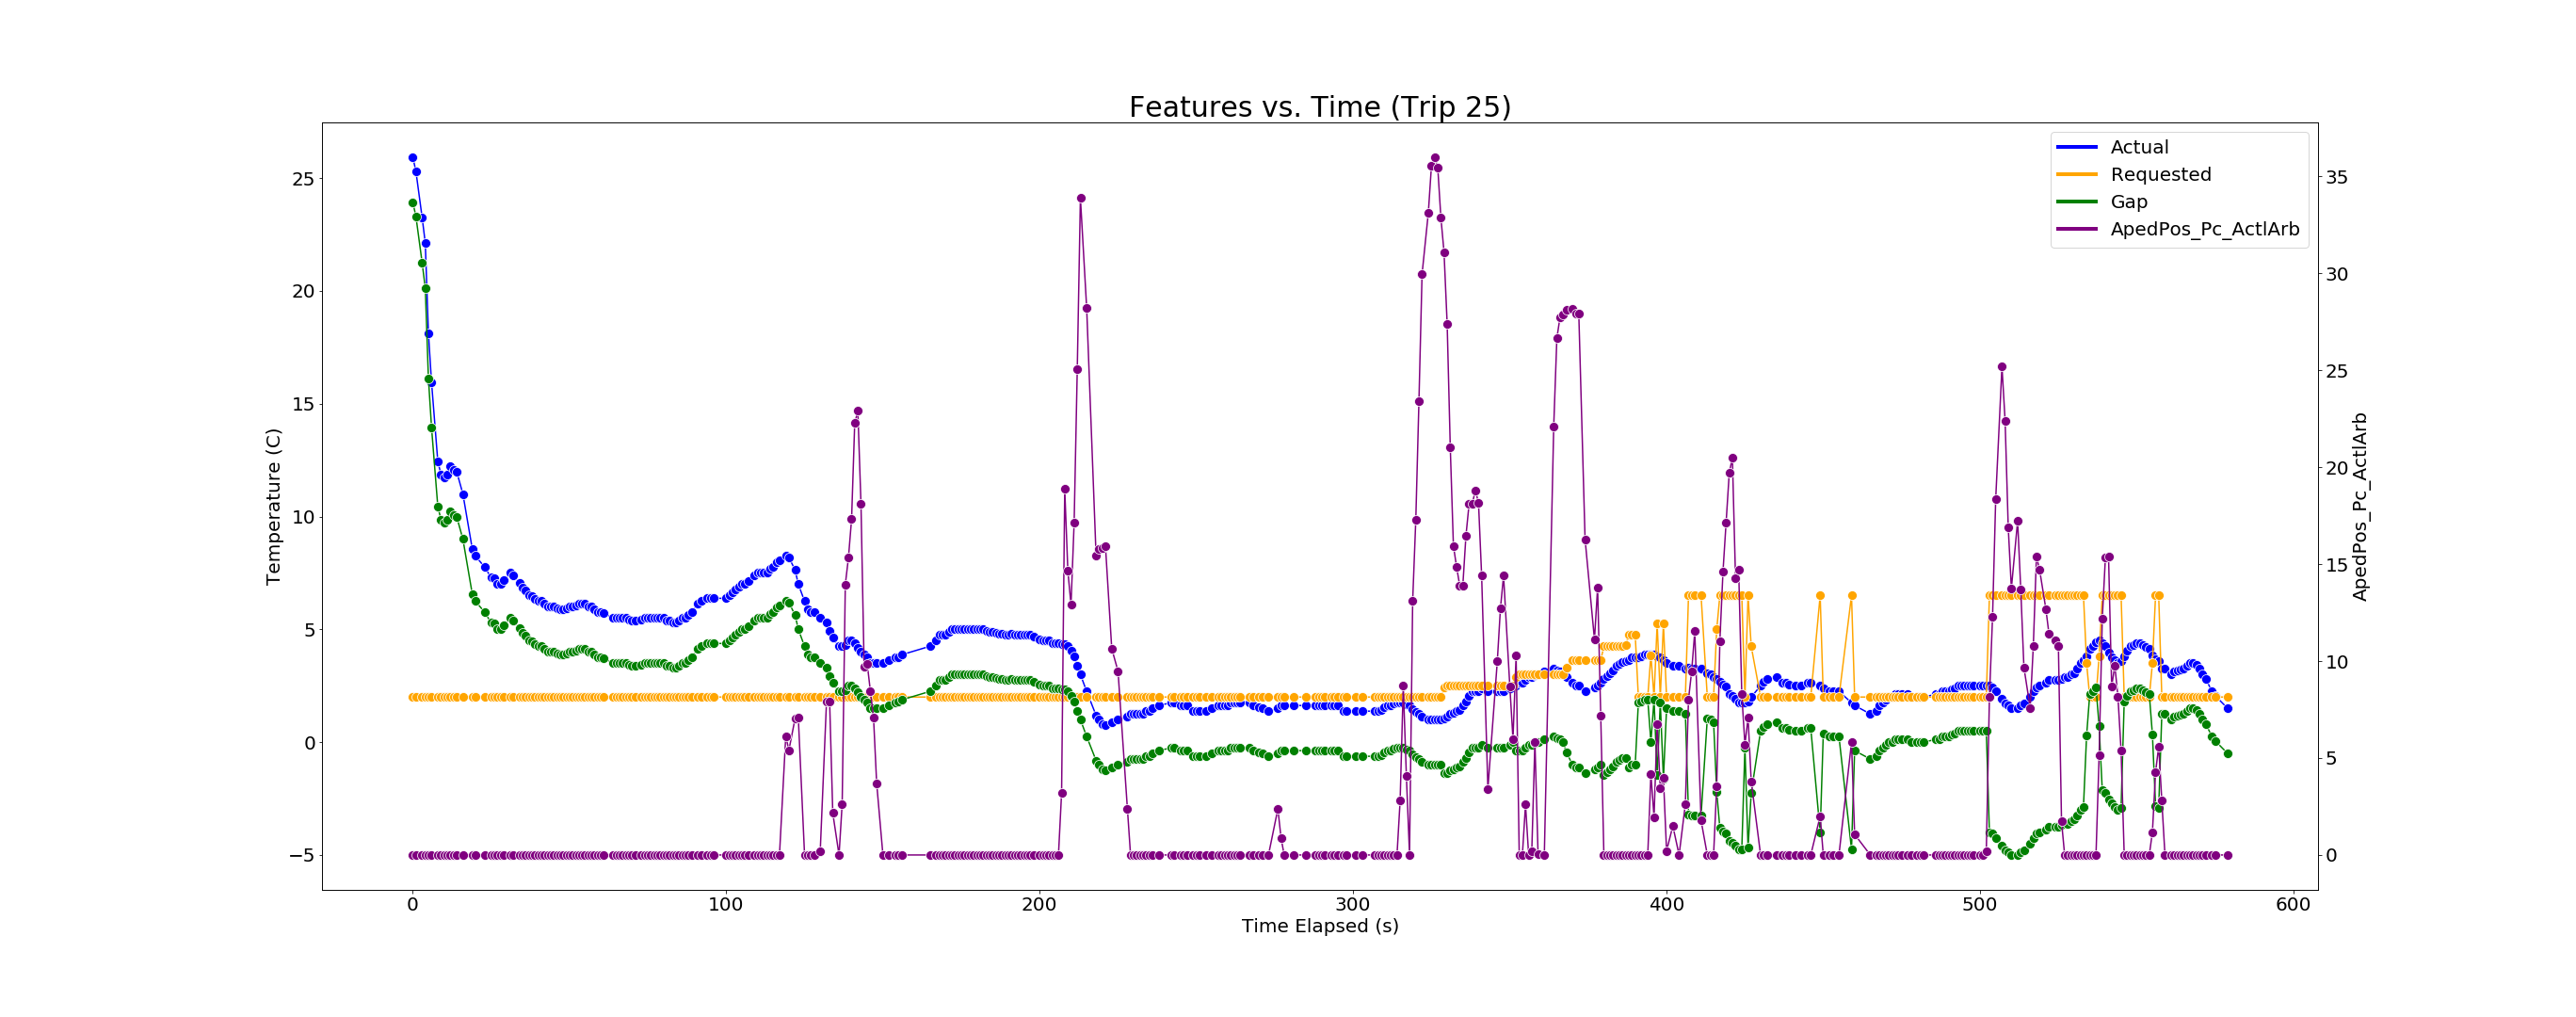 Features vs. Time (Trip 25)
Actual
Requested
Gap
ApedPos_Pc_ActlArb
Temperature (C)
25
20
15
10
5
0
−5
35
30
25
20
15
10
5
0
ApedPos_Pc_ActlArb
0 100 200 300 400 500 600
Time Elapsed (s)